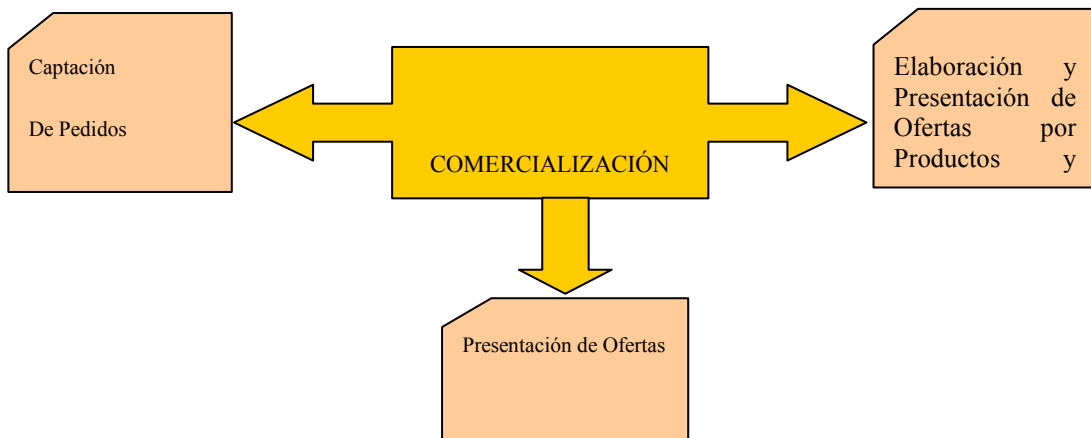 Captación
De Pedidos
COMERCIALIZACIÓN
Elaboración y
Presentación de
Ofertas por
Productos y
Presentación de Ofertas